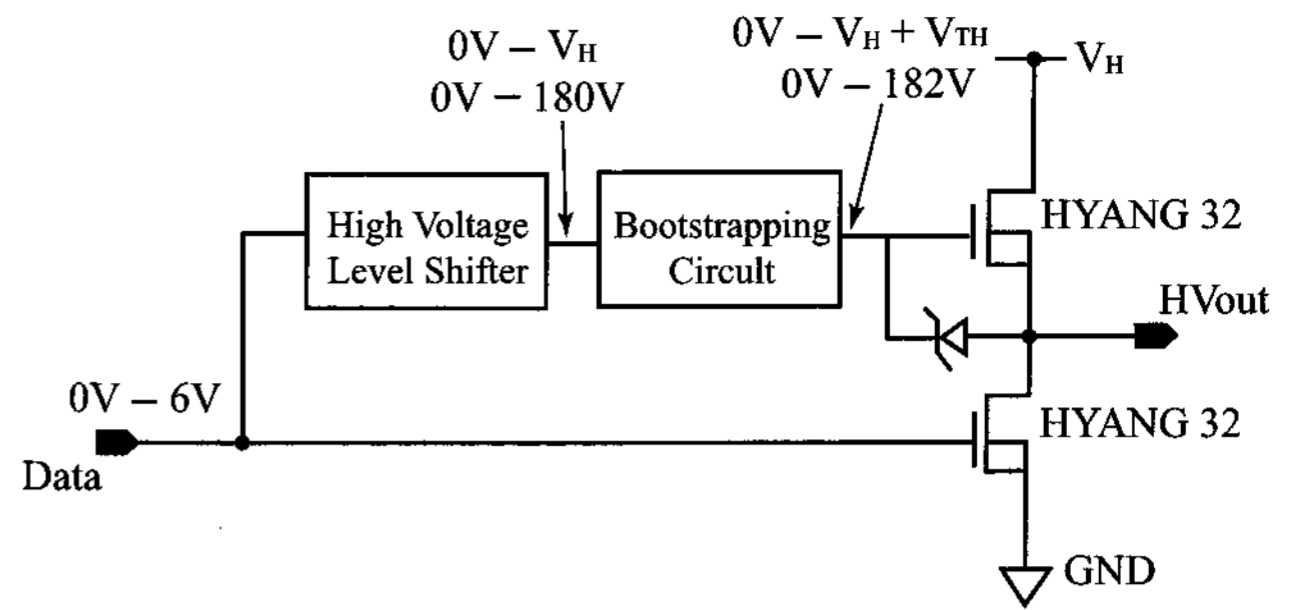 0V – VH
0V – 180V
0V – VH + VTH
0V – 182V
VH
High Voltage
Level Shifter
Bootstrapping
Circult
HYANG 32
HVout
0V – 6V
Data
HYANG 32
GND